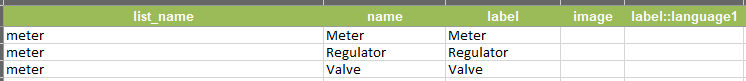 list_name name label image label::language1
meter Meter Meter
meter Regulator Regulator
meter Valve Valve